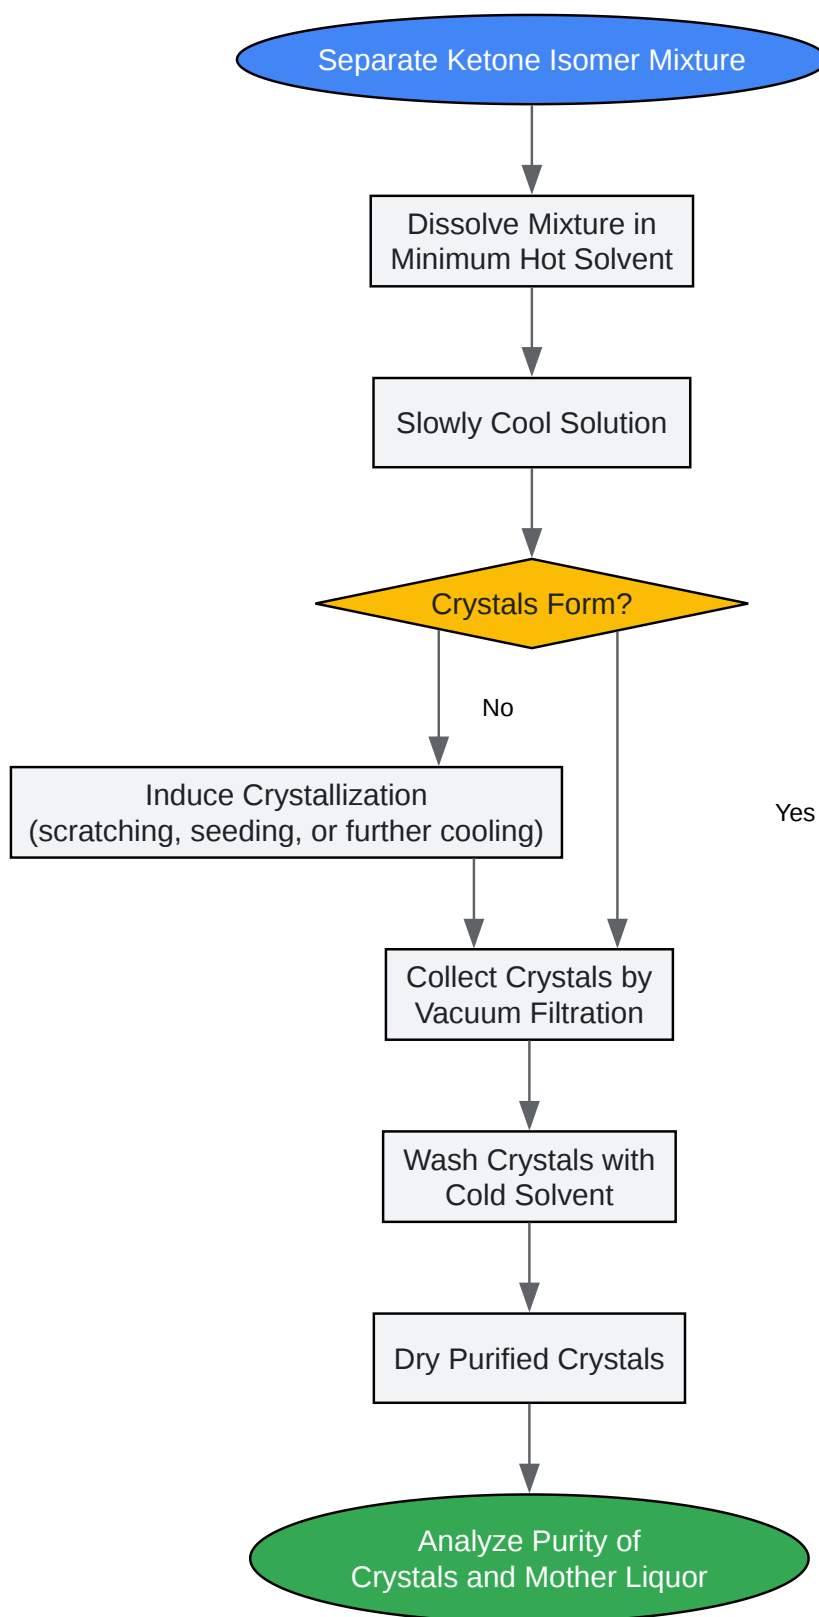 Separate Ketone Isomer Mixture
Dissolve Mixture in
Minimum Hot Solvent
Slowly Cool Solution
Crystals Form?
No
Induce Crystallization
(scratching, seeding, or further cooling)
Yes
Collect Crystals by
Vacuum Filtration
Wash Crystals with
Cold Solvent
Dry Purified Crystals
Analyze Purity of
Crystals and Mother Liquor